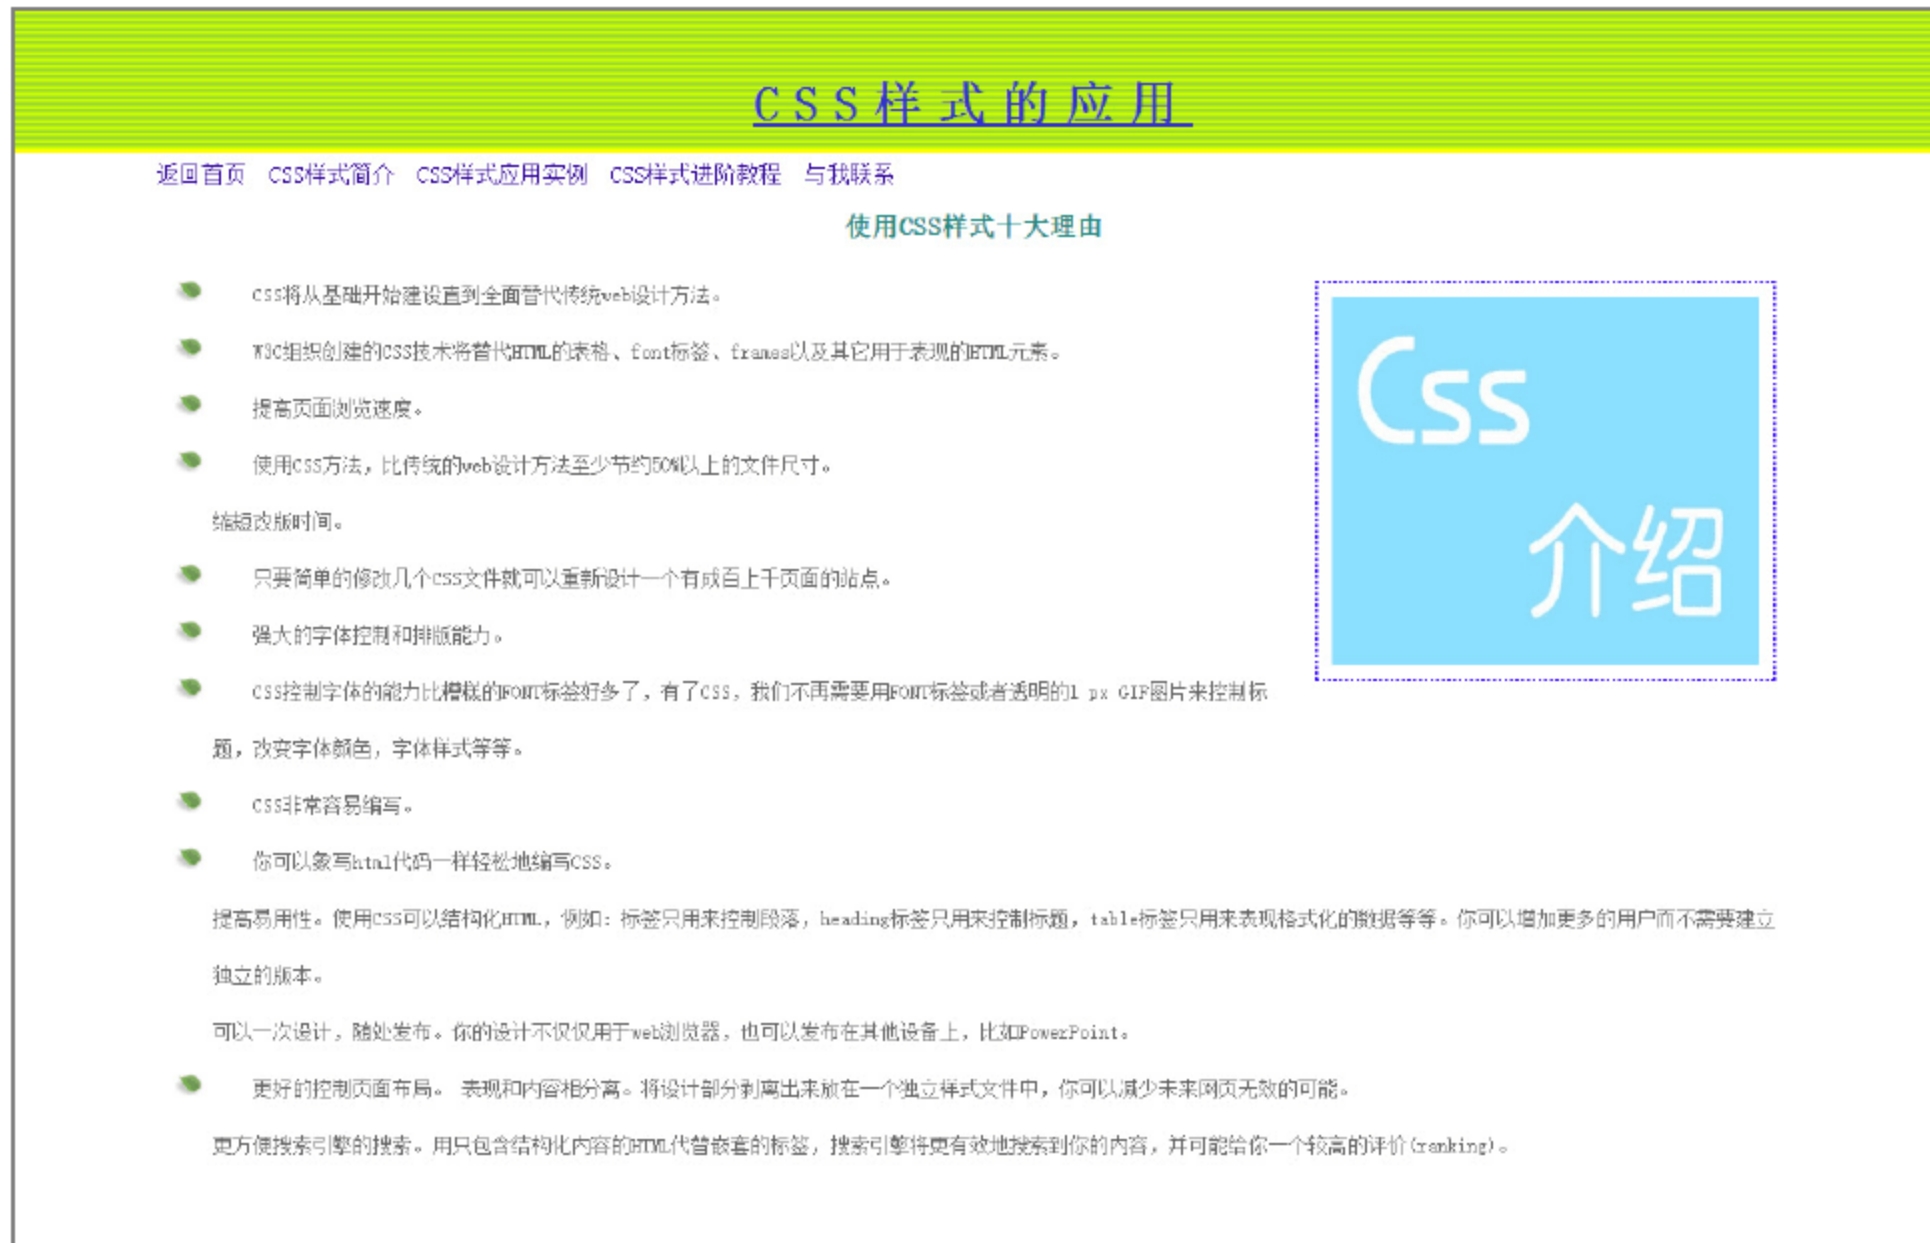 CSS样式的应用
返回首页 CSS样式简介 CSS样式应用实例 CSS样式进阶教程 与我联系
使用CSS样式十大理由
CSS将从基础开始建设直到全面替代传统web设计方法。
W3C组织创建的CSS技术将替代HTML的表格、font标签、frames以及其它用于表现的HTML元素。
提高页面浏览速度。
使用CSS方法，比传统的web设计方法至少节约50%以上的文件尺寸。
缩短改版时间。
只要简单的修改几个CSS文件就可以重新设计一个有成百上千页面的站点。
强大的字体控制和排版能力。
CSS控制字体的能力比糟糕的FONT标签好多了，有了CSS，我们不再需要用FONT标签或者透明的1 px GIF图片来控制标
题，改变字体颜色，字体样式等等。
CSS非常容易编写。
你可以象写html代码一样轻松地编写CSS。
提高易用性。使用CSS可以结构化HTML，例如：标签只用来控制段落，heading标签只用来控制标题，table标签只用来表现格式化的数据等等。你可以增加更多的用户而不需要建立
独立的版本。
可以一次设计，随处发布。你的设计不仅仅用于web浏览器，也可以发布在其他设备上，比如PowerPoint。
更好的控制页面布局。 表现和内容相分离。将设计部分剥离出来放在一个独立样式文件中，你可以减少未来网页无效的可能。
更方便搜索引擎的搜索。用只包含结构化内容的HTML代替嵌套的标签，搜索引擎将更有效地搜索到你的内容，并可能给你一个较高的评价(ranking)。
Css
介绍